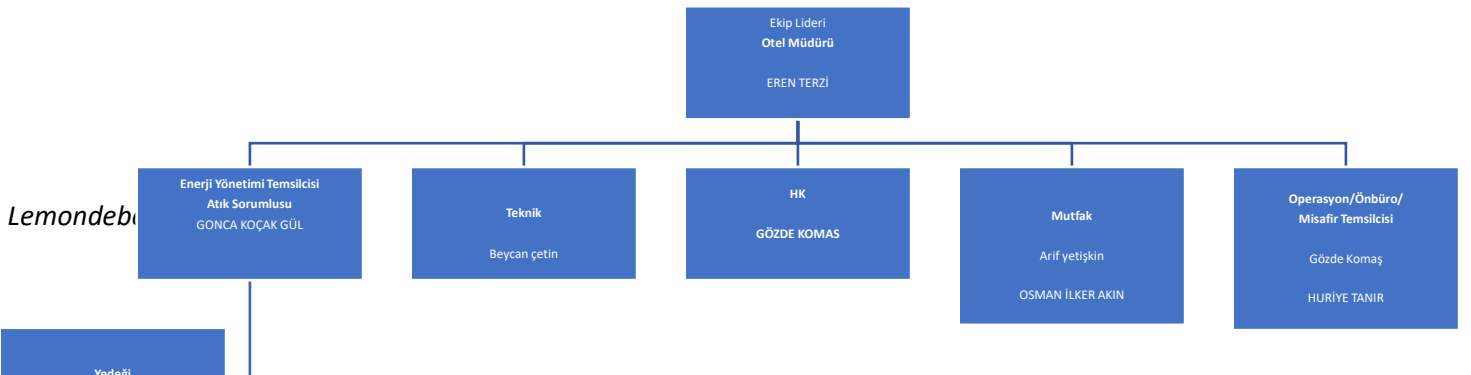 Ekip Lideri
Otel Müdürü
EREN TERZİ
Enerji Yönetimi Temsilcisi
Atık Sorumlusu
GONCA KOÇAK GÜL
Teknik
Beycan çetin
HK
GÖZDE KOMAS
Mutfak
Arif yetişkin
OSMAN İLKER AKIN
Operasyon/Önbüro/
Misafir Temsilcisi
Gözde Komaş
HURİYE TANIR
Yedeği